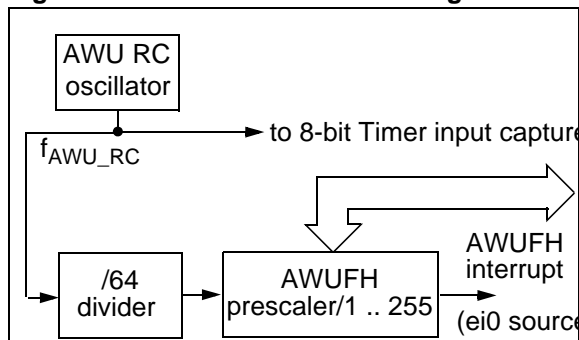 AWU RC
oscillator
to 8-bit Timer input capture
fAWU_RC
/64
divider
AWUFH
prescaler/1 .. 255
AWUFH
interrupt
(ei0 source